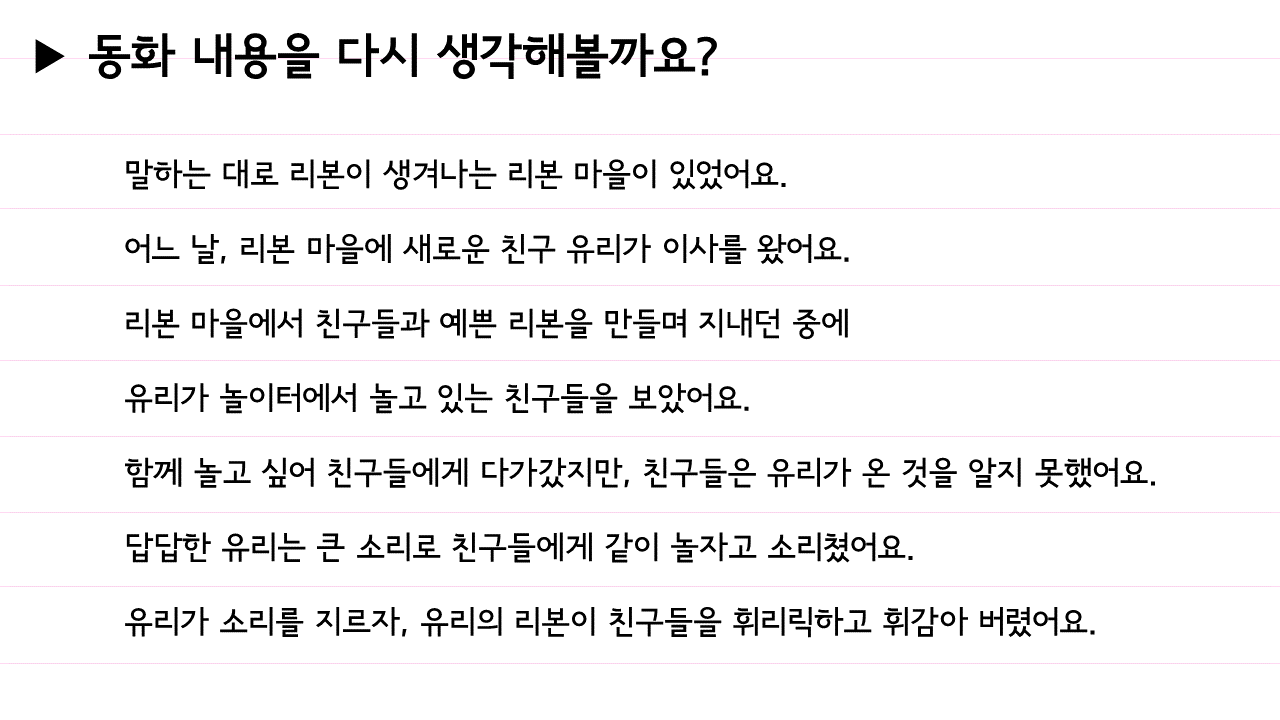 ▶ 동화 내용을 다시 생각해볼까요?
말하는 대로 리본이 생겨나는 리본 마을이 있었어요.
어느 날, 리본 마을에 새로운 친구 유리가 이사를 왔어요.
리본 마을에서 친구들과 예쁜 리본을 만들며 지내던 중에
유리가 놀이터에서 놀고 있는 친구들을 보았어요.
함께 놀고 싶어 친구들에게 다가갔지만, 친구들은 유리가 온 것을 알지 못했어요.
답답한 유리는 큰 소리로 친구들에게 같이 놀자고 소리쳤어요.
유리가 소리를 지르자, 유리의 리본이 친구들을 휘리릭하고 휘감아 버렸어요.